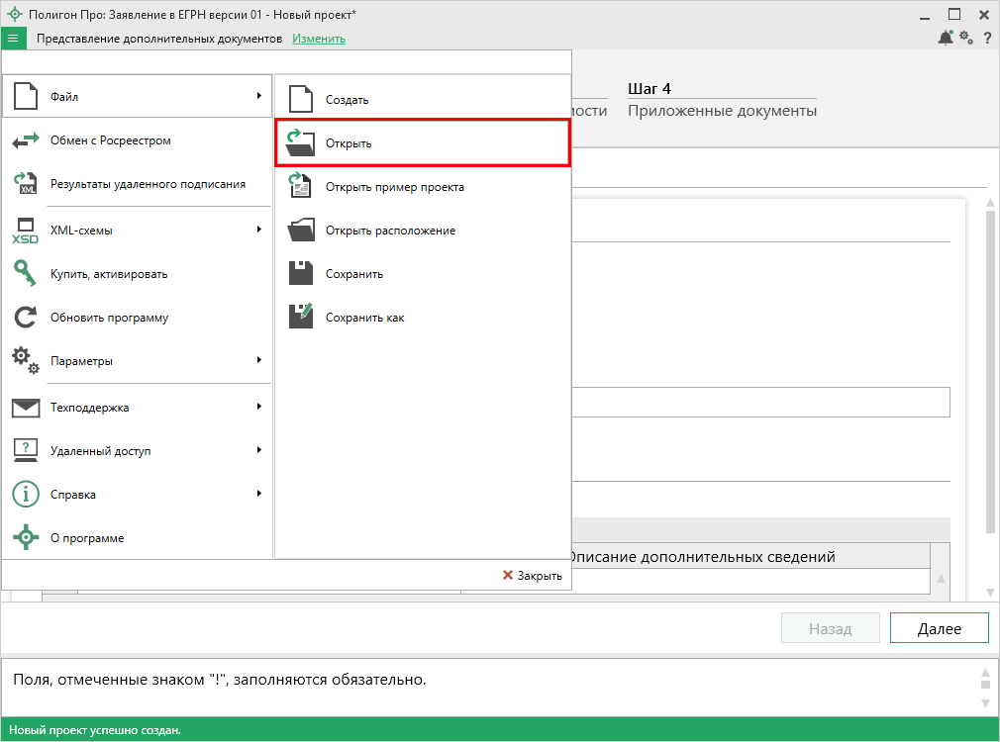 Полигон Про: Заявление в ЕГРН версии 01 - Новый проект*
Представление дополнительных документов Изменить
?
Шаг 4
Приложенные документы
Файл
Обмен с Росреестром
XML
Результаты удаленного подписания
XSD
XML-схемы
Купить, активировать
Обновить программу
Параметры
Техподдержка
?
Удаленный доступ
i
Справка
О программе
Создать
Открыть
Открыть пример проекта
Открыть расположение
Сохранить
Сохранить как
Закрыть
Описание дополнительных сведений
Назад
Далее
Поля, отмеченные знаком "!", заполняются обязательно.
Новый проект успешно создан.